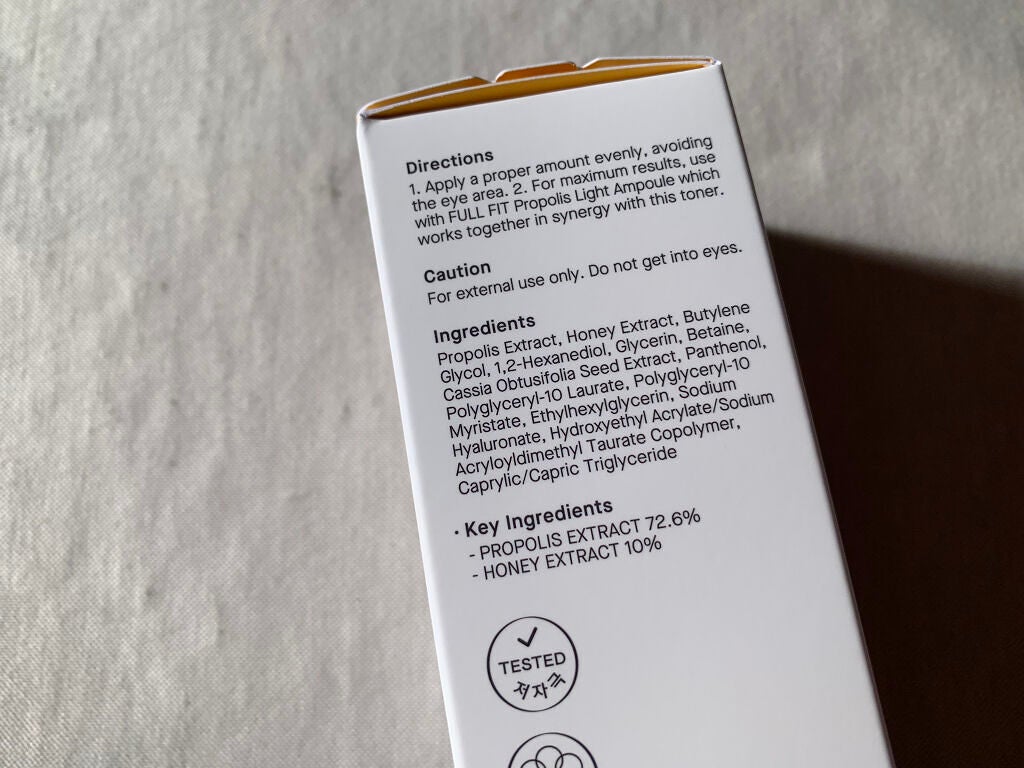 Directions
1. Apply a proper amount evenly, avoiding
the eye area. 2. For maximum results, use
with FULL FIT Propolis Light Ampoule which
works together in synergy with this toner.
Caution
For external use only. Do not get into eyes.
Ingredients
Propolis Extract, Honey Extract, Butylene
Glycol, 1,2-Hexanediol, Glycerin, Betaine,
Cassia Obtusifolia Seed Extract, Panthenol,
Polyglyceryl-10 Laurate, Polyglyceryl-10
Myristate, Ethylhexylglycerin, Sodium
Hyaluronate, Hydroxyethyl Acrylate/Sodium
Acryloyldimethyl Taurate Copolymer,
Caprylic/Capric Triglyceride
· Key Ingredients
- PROPOLIS EXTRACT 72.6%
- HONEY EXTRACT 10%
TESTED
저자극